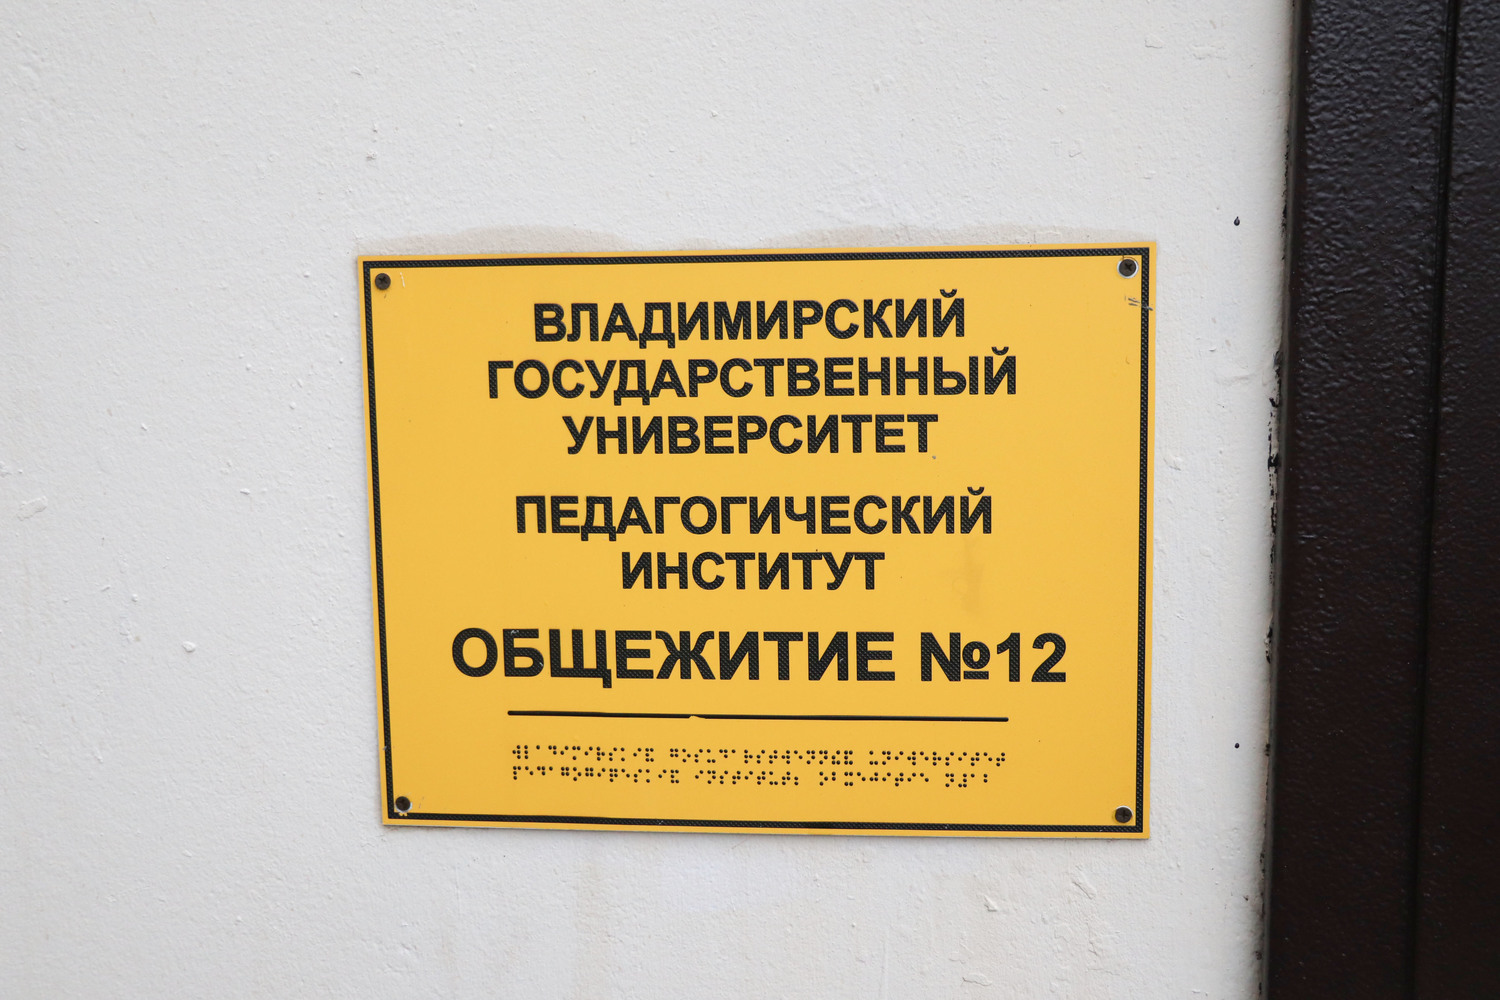 ВЛАДИМИРСКИЙ
ГОСУДАРСТВЕННЫЙ
УНИВЕРСИТЕТ
ПЕДАГОГИЧЕСКИЙ
ИНСТИТУТ
ОБЩЕЖИТИЕ №12